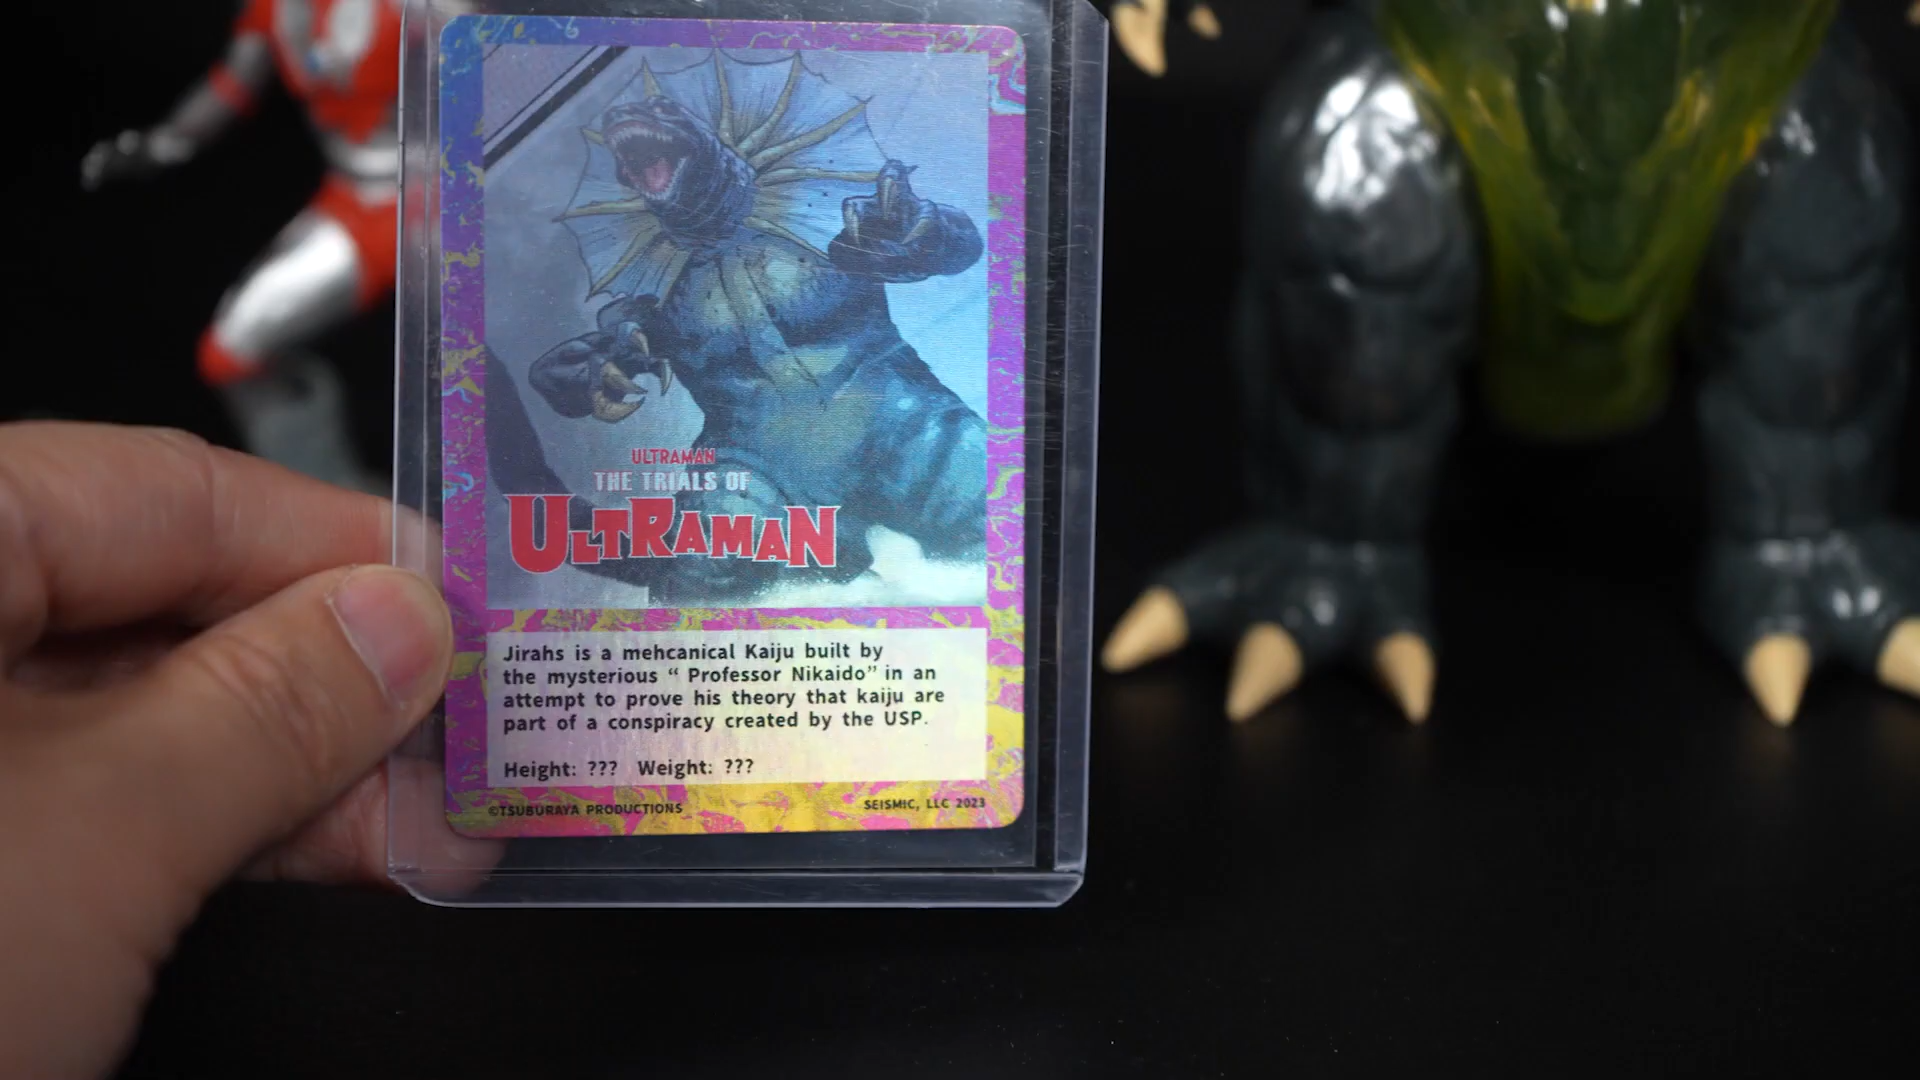 ULTRAMAN
THE TRIALS OF
ULTRAMAN
Jirahs is a mehcanical Kaiju built by
the mysterious “ Professor Nikaido” in an
attempt to prove his theory that kaiju are
part of a conspiracy created by the USP.
Height: ??? Weight: ???
©TSUBURAYA PRODUCTIONS
SEISMIC, LLC 2023